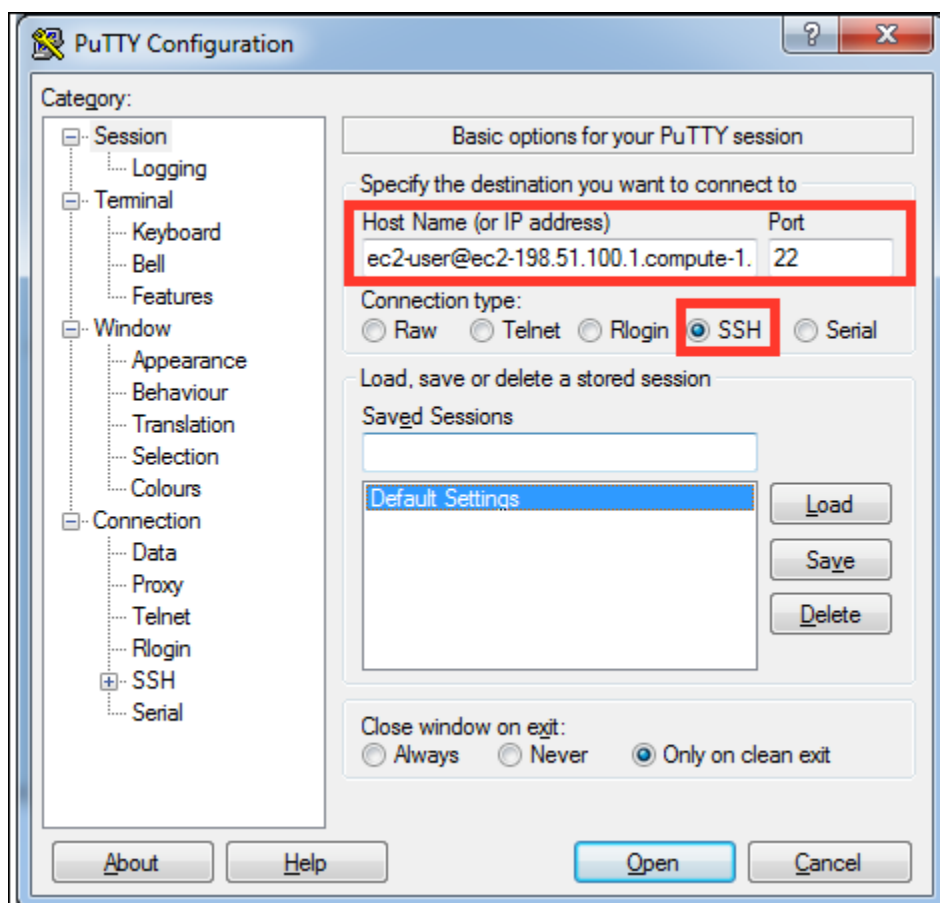 PuTTY Configuration
Category:
Session
Logging
Terminal
Keyboard
Bell
Features
Window
Appearance
Behaviour
Translation
Selection
Colours
Connection
Data
Proxy
Telnet
Rlogin
SSH
Serial
Basic options for your PuTTY session
Specify the destination you want to connect to
Host Name (or IP address) Port
ec2-user@ec2-198.51.100.1.compute-1. 22
Connection type:
Raw Telnet Rlogin SSH Serial
Load, save or delete a stored session
Saved Sessions
Default Settings
Load
Save
Delete
Close window on exit:
Always Never Only on clean exit
About Help Open Cancel